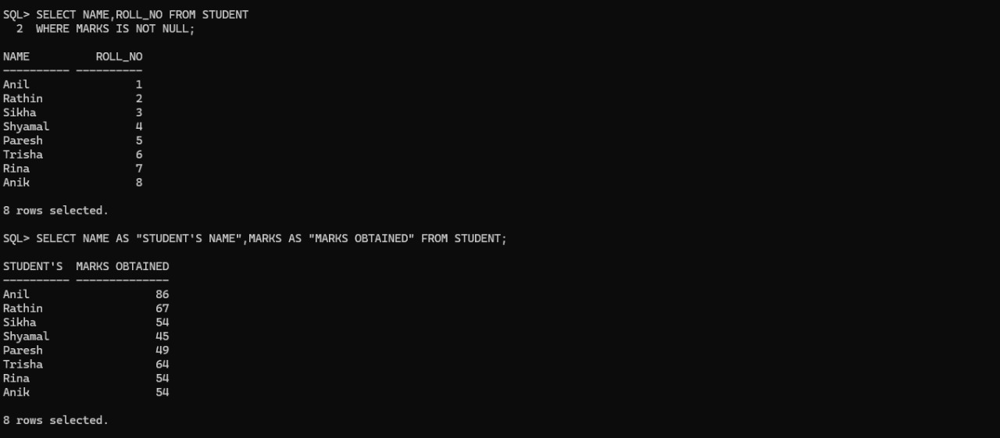 SQL> SELECT NAME,ROLL_NO FROM STUDENT
  2  WHERE MARKS IS NOT NULL;
NAME          ROLL_NO
---------- ----------
Anil                1
Rathin              2
Sikha               3
Shyamal             4
Paresh              5
Trisha              6
Rina                7
Anik                8
8 rows selected.
SQL> SELECT NAME AS "STUDENT'S NAME",MARKS AS "MARKS OBTAINED" FROM STUDENT;
STUDENT'S  MARKS OBTAINED
---------- --------------
Anil                   86
Rathin                 67
Sikha                  54
Shyamal                45
Paresh                 49
Trisha                 64
Rina                   54
Anik                   54
8 rows selected.